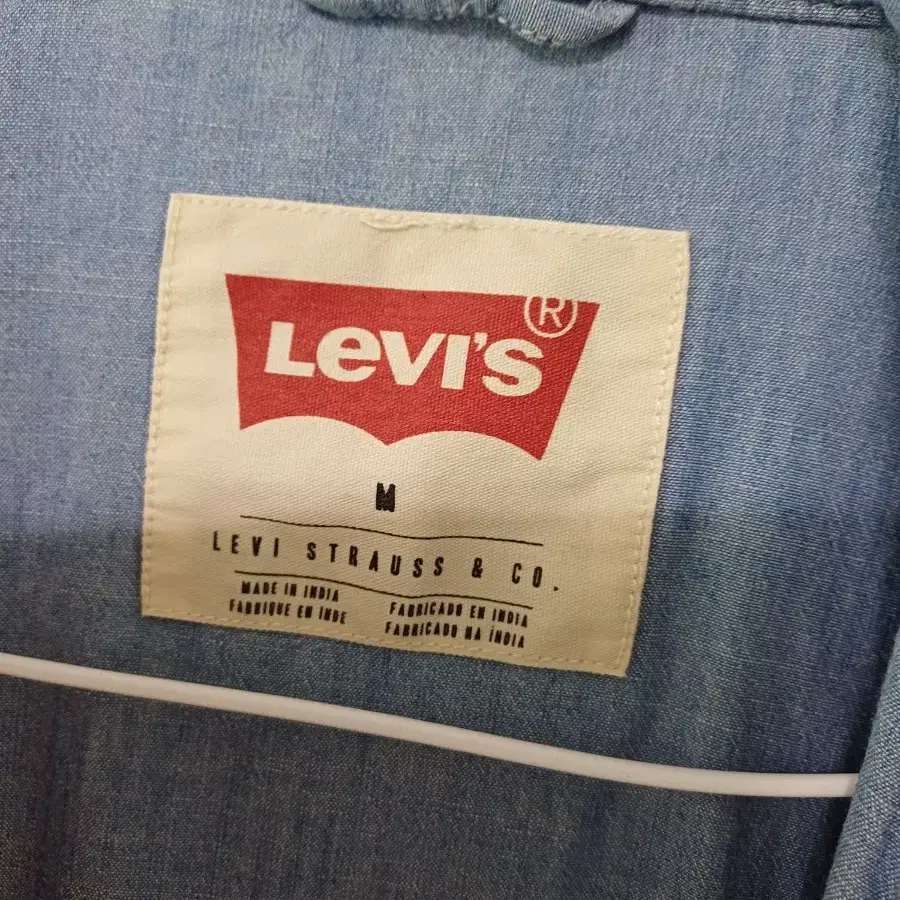 LEVI'S®
M
LEVI STRAUSS & CO.
MADE IN INDIA
FABRIQUE EN INDE
FABRICADO EN INDIA
FABRICADO NA ÍNDIA